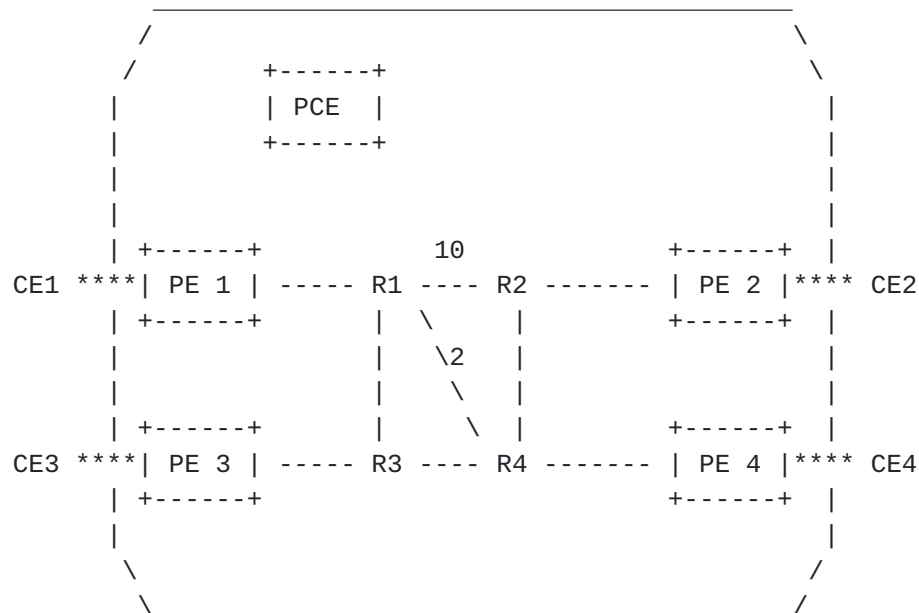 +------+
| PCE |
+------+
+------+ 10 +------+
CE1 ****| PE 1 | ----- R1 ---- R2 ------- | PE 2 |**** CE2
+------+ | \ | +------+
| \2 |
| \ |
+------+ | \ | +------+
CE3 ****| PE 3 | ----- R3 ---- R4 ------- | PE 4 |**** CE4
+------+ +------+